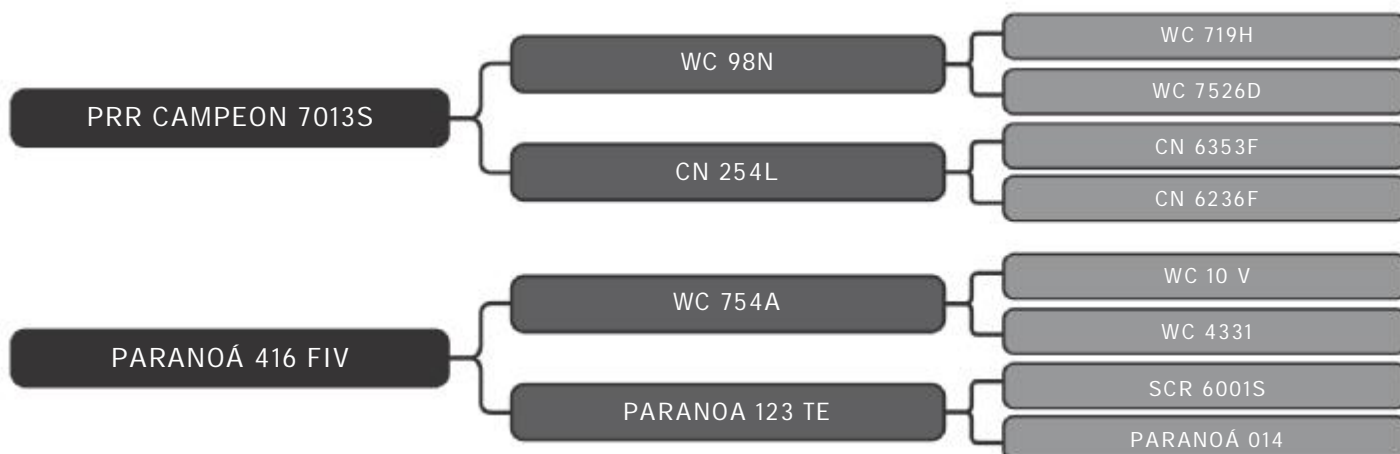 WC 719H
WC 98N
WC 7526D
PRR CAMPEON 7013S
CN 6353F
CN 254L
CN 6236F
WC 10 V
WC 754A
WC 4331
PARANOÁ 416 FIV
SCR 6001S
PARANOA 123 TE
PARANOÁ 014